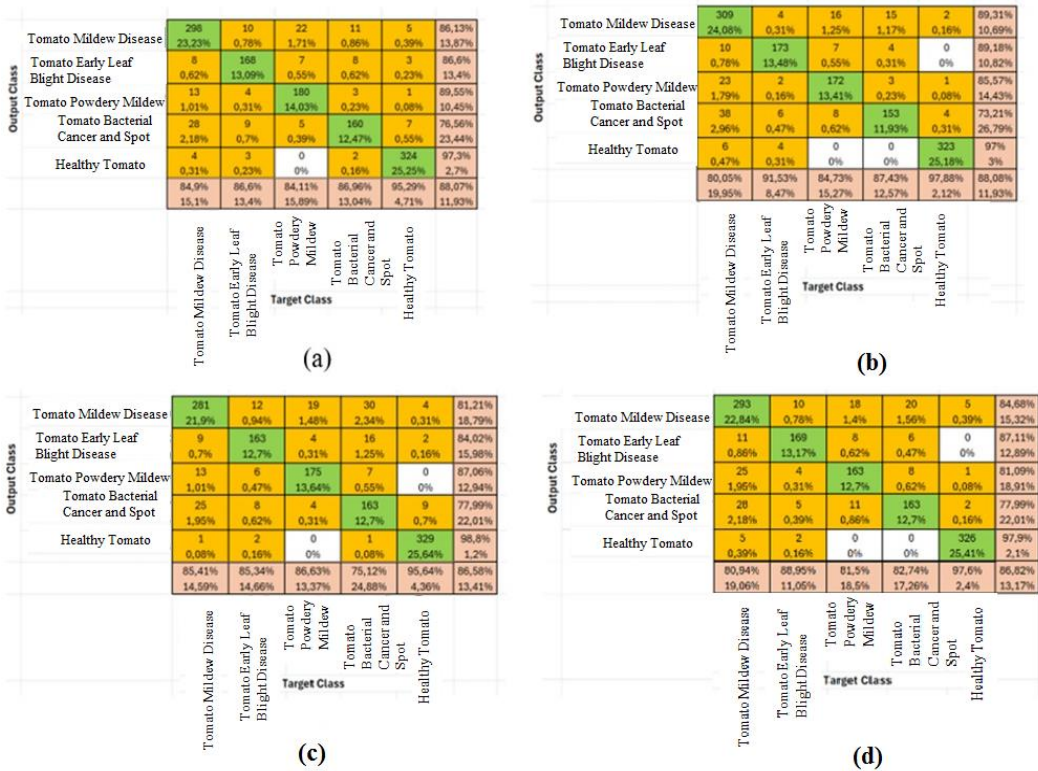 298 10 22 11 5 86,13%
Tomato Mildew Disease 23,23% 0,78% 1,71% 0,86% 0,39% 13,87%
Tomato Early Leaf 8 168 7 8 3 86,6%
Blight Disease 0,62% 13,09% 0,55% 0,62% 0,23% 13,4%
Tomato Powdery Mildew 13 4 180 3 1 89,55%
1,01% 0,31% 14,03% 0,23% 0,08% 10,45%
Tomato Bacterial 28 9 5 160 7 76,56%
Cancer and Spot 2,18% 0,7% 0,39% 12,47% 0,55% 23,44%
Healthy Tomato 4 3 0 2 324 97,3%
0,31% 0,23% 0% 0,16% 25,25% 2,7%
84,9% 86,6% 84,11% 86,96% 95,29% 88,07%
15,1% 13,4% 15,89% 13,04% 4,71% 11,93%
Output Class
Tomato Mildew Disease
Tomato Early Leaf
Blight Disease
Tomato
Powdery
Mildew
Tomato
Bacterial
Cancer and
Spot
Healthy Tomato
Target Class
(a)
309 4 16 15 2 89,31%
Tomato Mildew Disease 24,08% 0,31% 1,25% 1,17% 0,16% 10,69%
Tomato Early Leaf 10 173 7 4 0 89,18%
Blight Disease 0,78% 13,48% 0,55% 0,31% 0% 10,82%
Tomato Powdery Mildew 23 2 172 3 1 85,57%
1,79% 0,16% 13,41% 0,23% 0,08% 14,43%
Tomato Bacterial 38 6 8 153 4 73,21%
Cancer and Spot 2,96% 0,47% 0,62% 11,93% 0,31% 26,79%
Healthy Tomato 6 4 0 0 323 97%
0,47% 0,31% 0% 0% 25,18% 3%
80,05% 91,53% 84,73% 87,43% 97,88% 88,08%
19,95% 8,47% 15,27% 12,57% 2,12% 11,93%
Output Class
Tomato Mildew Disease
Tomato Early Leaf
Blight Disease
Tomato
Powdery
Mildew
Tomato
Bacterial
Cancer and
Spot
Healthy Tomato
Target Class
(b)
281 12 19 30 4 81,21%
Tomato Mildew Disease 21,9% 0,94% 1,48% 2,34% 0,31% 18,79%
Tomato Early Leaf 9 163 4 16 2 84,02%
Blight Disease 0,7% 12,7% 0,31% 1,25% 0,16% 15,98%
Tomato Powdery Mildew 13 6 175 7 0 87,06%
1,01% 0,47% 13,64% 0,55% 0% 12,94%
Tomato Bacterial 25 8 4 163 9 77,99%
Cancer and Spot 1,95% 0,62% 0,31% 12,7% 0,7% 22,01%
Healthy Tomato 1 2 0 1 329 98,8%
0,08% 0,16% 0% 0,08% 25,64% 1,2%
85,41% 85,34% 86,63% 75,12% 95,64% 86,58%
14,59% 14,66% 13,37% 24,88% 4,36% 13,41%
Output Class
Tomato Mildew Disease
Tomato Early Leaf
Blight Disease
Tomato
Powdery
Mildew
Tomato
Bacterial
Cancer and
Spot
Healthy Tomato
Target Class
(c)
293 10 18 20 5 84,68%
Tomato Mildew Disease 22,84% 0,78% 1,4% 1,56% 0,39% 15,32%
Tomato Early Leaf 11 169 8 6 0 87,11%
Blight Disease 0,86% 13,17% 0,62% 0,47% 0% 12,89%
Tomato Powdery Mildew 25 4 163 8 1 81,09%
1,95% 0,31% 12,7% 0,62% 0,08% 18,91%
Tomato Bacterial 28 5 11 163 2 77,99%
Cancer and Spot 2,18% 0,39% 0,86% 12,7% 0,16% 22,01%
Healthy Tomato 5 2 0 0 326 97,9%
0,39% 0,16% 0% 0% 25,41% 2,1%
80,94% 88,95% 81,5% 82,74% 97,6% 86,82%
19,06% 11,05% 18,5% 17,26% 2,4% 13,17%
Output Class
Tomato Mildew Disease
Tomato Early Leaf
Blight Disease
Tomato
Powdery
Mildew
Tomato
Bacterial
Cancer and
Spot
Healthy Tomato
Target Class
(d)